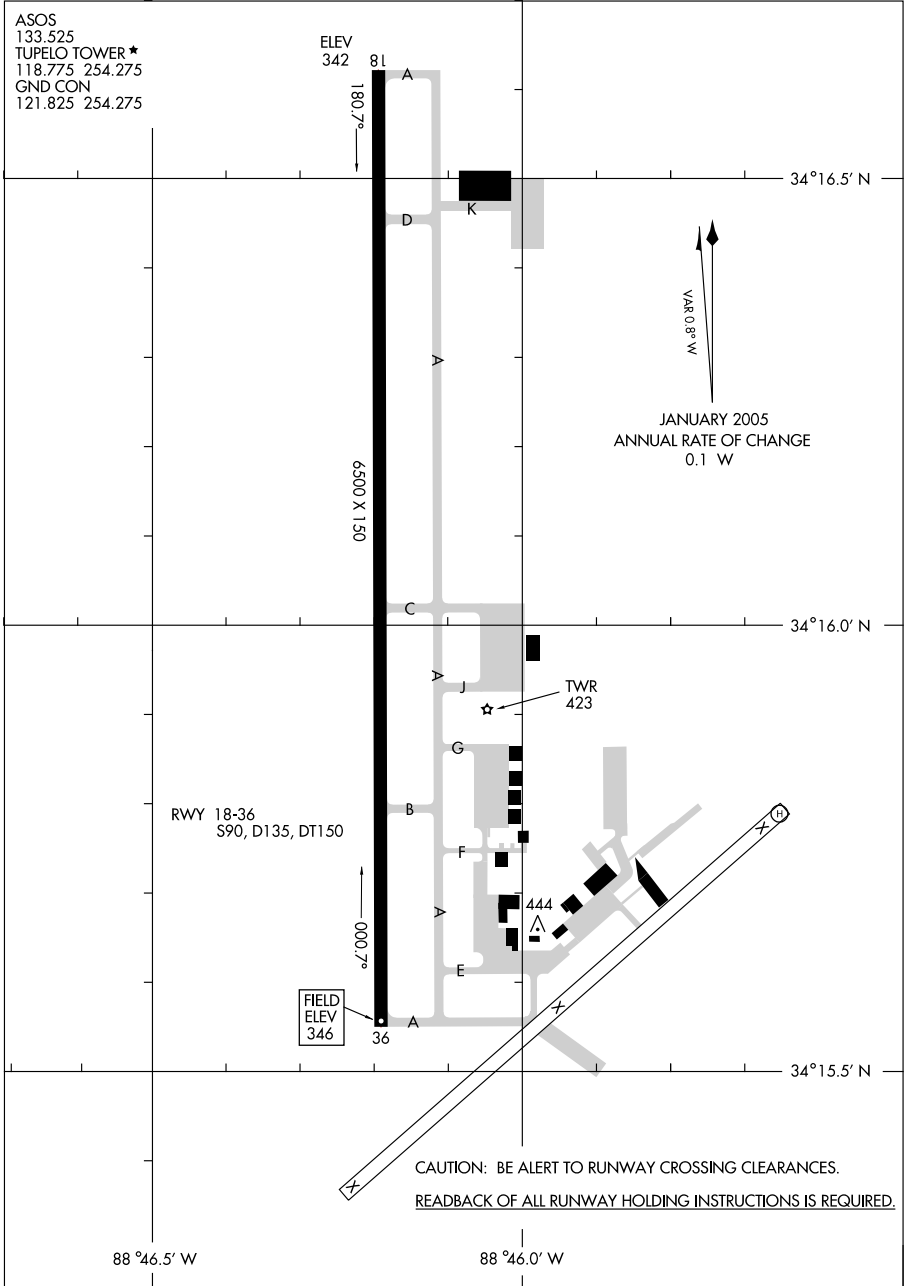 ASOS
133.525
TUPELO TOWER★
118.775 254.275
GND CON
121.825 254.275
ELEV
342
18
A
180.7°
34°16.5' N
K
D
VAR 0.8° W
A
JANUARY 2005
ANNUAL RATE OF CHANGE
0.1 W
6500 X 150
C
34°16.0' N
A
J
TWR
423
G
B
RWY 18-36
S90, D135, DT150
H
X
F
444
A
000.7°
E
FIELD
ELEV
346
X
A
36
34°15.5' N
CAUTION: BE ALERT TO RUNWAY CROSSING CLEARANCES.
X
READBACK OF ALL RUNWAY HOLDING INSTRUCTIONS IS REQUIRED.
88 °46.5' W
88 °46.0' W